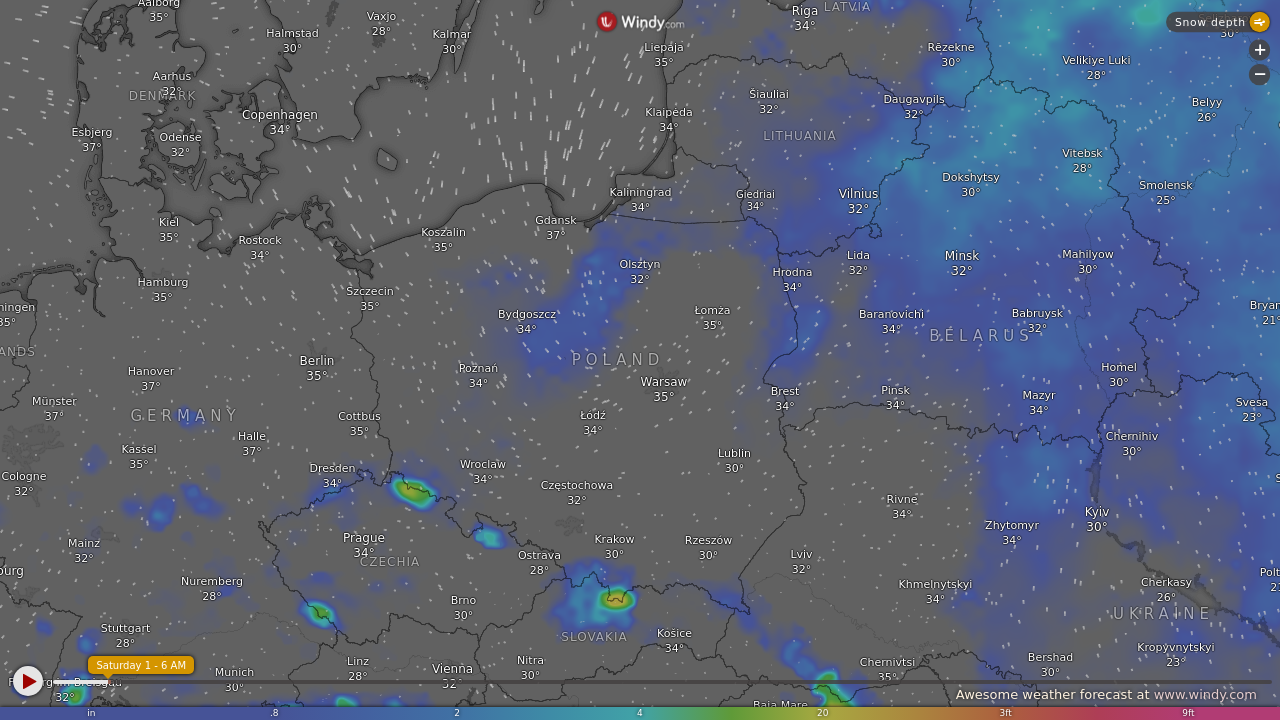 Aalborg
35°
Vaxjo
28°
Riga
34°
LATVIA
Windy.com
Snow depth
30°
Halmstad
30°
Kalmar
30°
Liepāja
35°
Rēzekne
30°
Velikiye Luki
28°
+
−
Aarhus
32°
DENMARK
Šiauliai
32°
Daugavpils
32°
Belyy
26°
Copenhagen
34°
Klaipėda
34°
Esbjerg
37°
Odense
32°
LITHUANIA
Vitebsk
28°
Dokshytsy
30°
Smolensk
25°
Kaliningrad
34°
Giedriai
34°
Vilnius
32°
Kiel
35°
Rostock
34°
Koszalin
35°
Gdansk
37°
Olsztyn
32°
Lida
32°
Minsk
32°
Mahilyow
30°
Hrodna
34°
Hamburg
35°
Szczecin
35°
Bydgoszcz
34°
Łomża
35°
Baranovichi
34°
Babruysk
32°
ningen
35°
Bryan
21°
BELARUS
ANDS
Berlin
35°
POLAND
Hanover
37°
Poznań
34°
Warsaw
35°
Brest
34°
Pinsk
34°
Homel
30°
Mazyr
34°
Münster
37°
GERMANY
Cottbus
35°
Łódź
34°
Svesa
23°
Halle
37°
Kassel
35°
Chernihiv
30°
Cologne
32°
Dresden
34°
Wroclaw
34°
Lublin
30°
Częstochowa
32°
Rivne
34°
Kyiv
30°
Zhytomyr
34°
Mainz
32°
Prague
34°
CZECHIA
Ostrava
28°
Krakow
30°
Rzeszów
30°
Lviv
32°
burg
Nuremberg
28°
Brno
30°
Khmelnytskyi
34°
Cherkasy
26°
Polt
UKRAINE
Stuttgart
28°
SLOVAKIA
Košice
34°
Saturday 1 - 6 AM
Munich
30°
Linz
28°
Vienna
32°
Nitra
30°
Chernivtsi
35°
Bershad
30°
Kropyvnytskyi
23°
32°
Baia Mare
Awesome weather forecast at www.windy.com
in .8 2 4 20 3ft 9ft